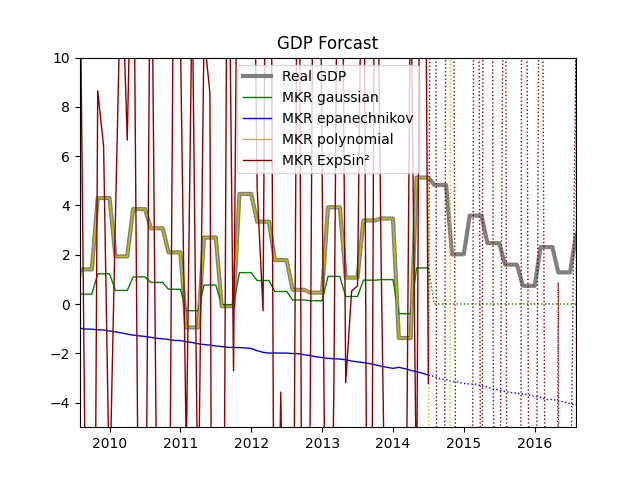 GDP Forcast
Real GDP
MKR gaussian
MKR epanechnikov
MKR polynomial
MKR ExpSin²
10
8
6
4
2
0
−2
−4
2010 2011 2012 2013 2014 2015 2016